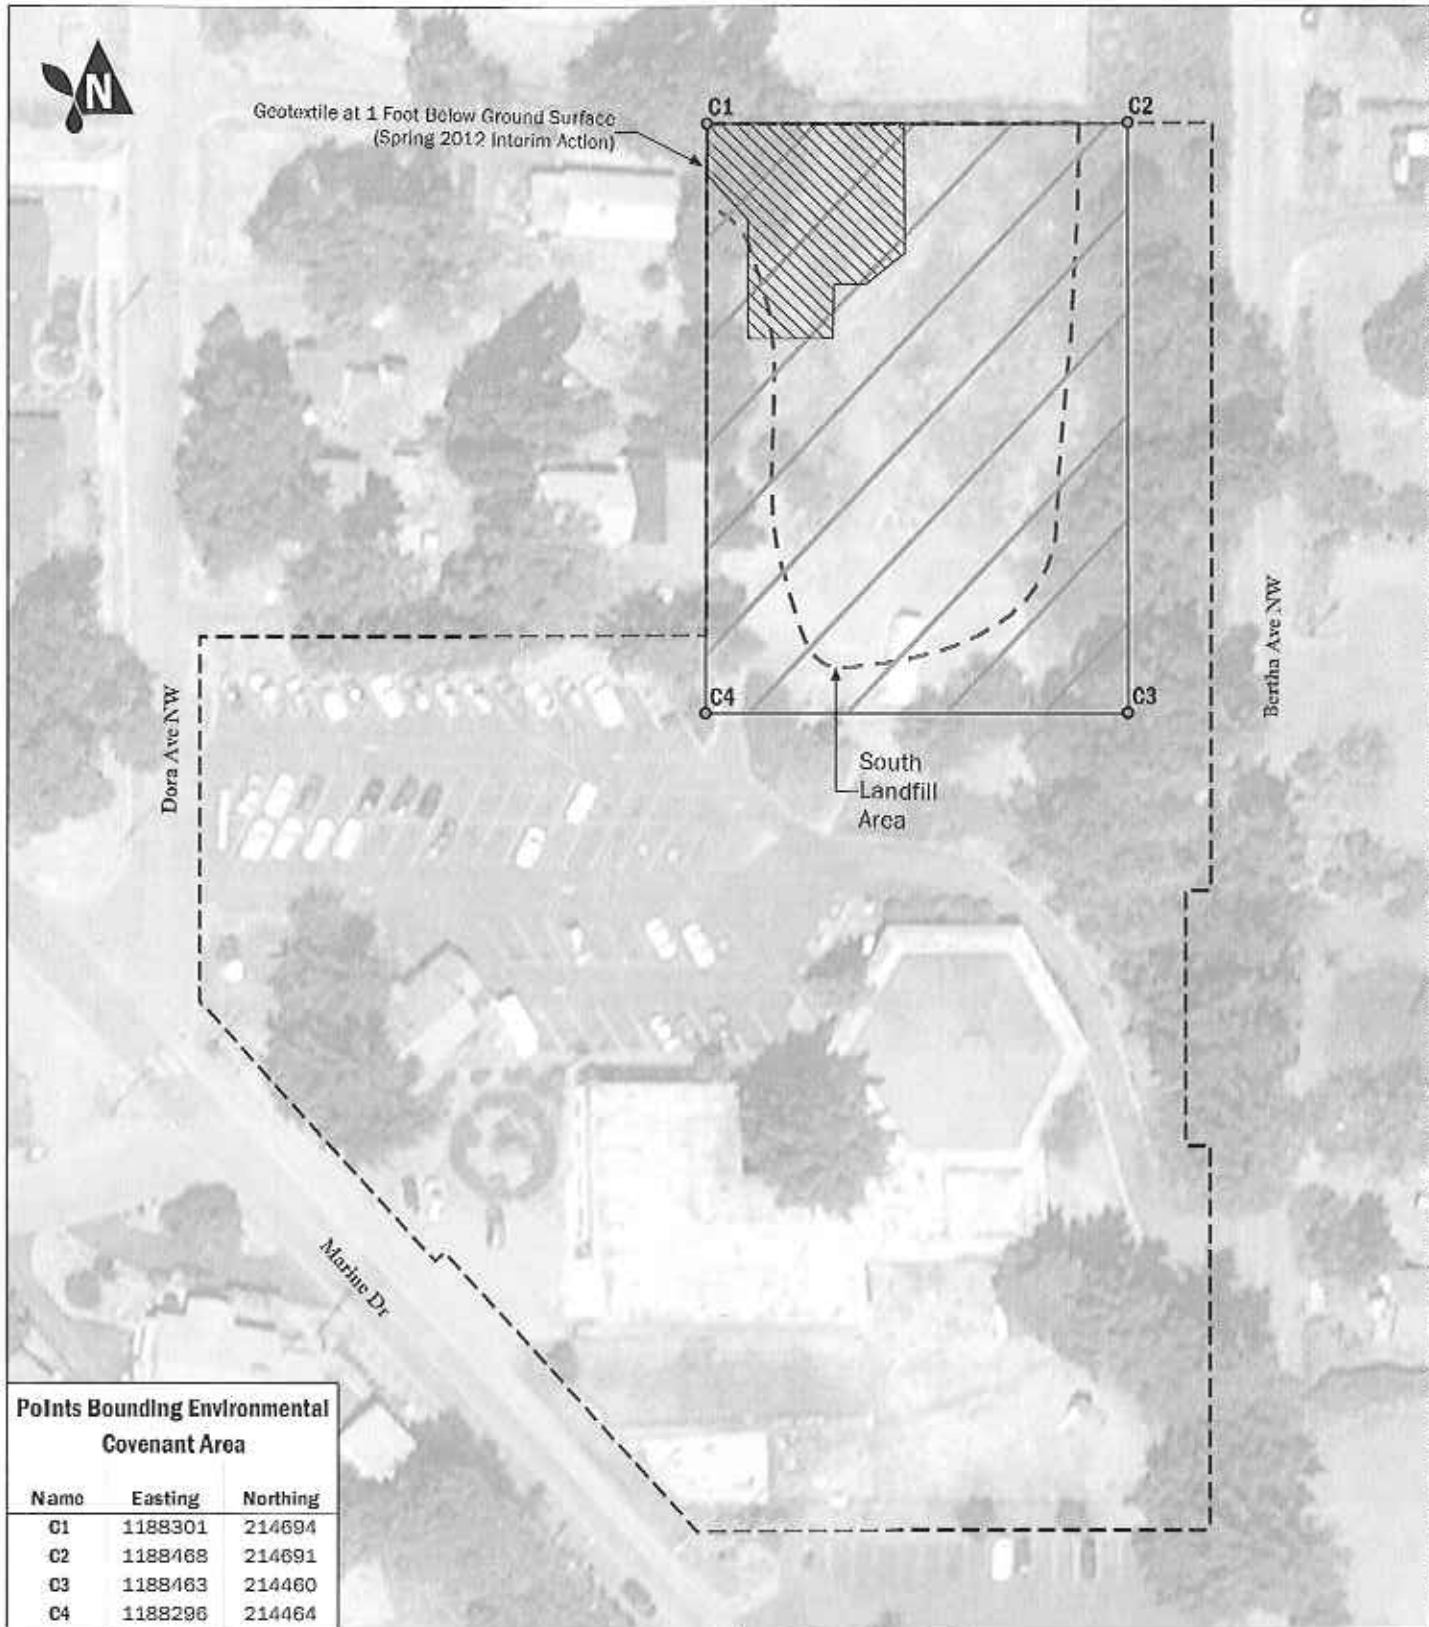 N
Geotextile at 1 Foot Below Ground Surface
(Spring 2012 Interim Action)
C1
C2
Dora Ave NW
Bertha Ave NW
C4
C3
South
Landfill
Area
Marine Dr
Points Bounding Environmental
Covenant Area
Name Easting Northing
C1 1188301 214694
C2 1188468 214691
C3 1188463 214460
C4 1188296 214464